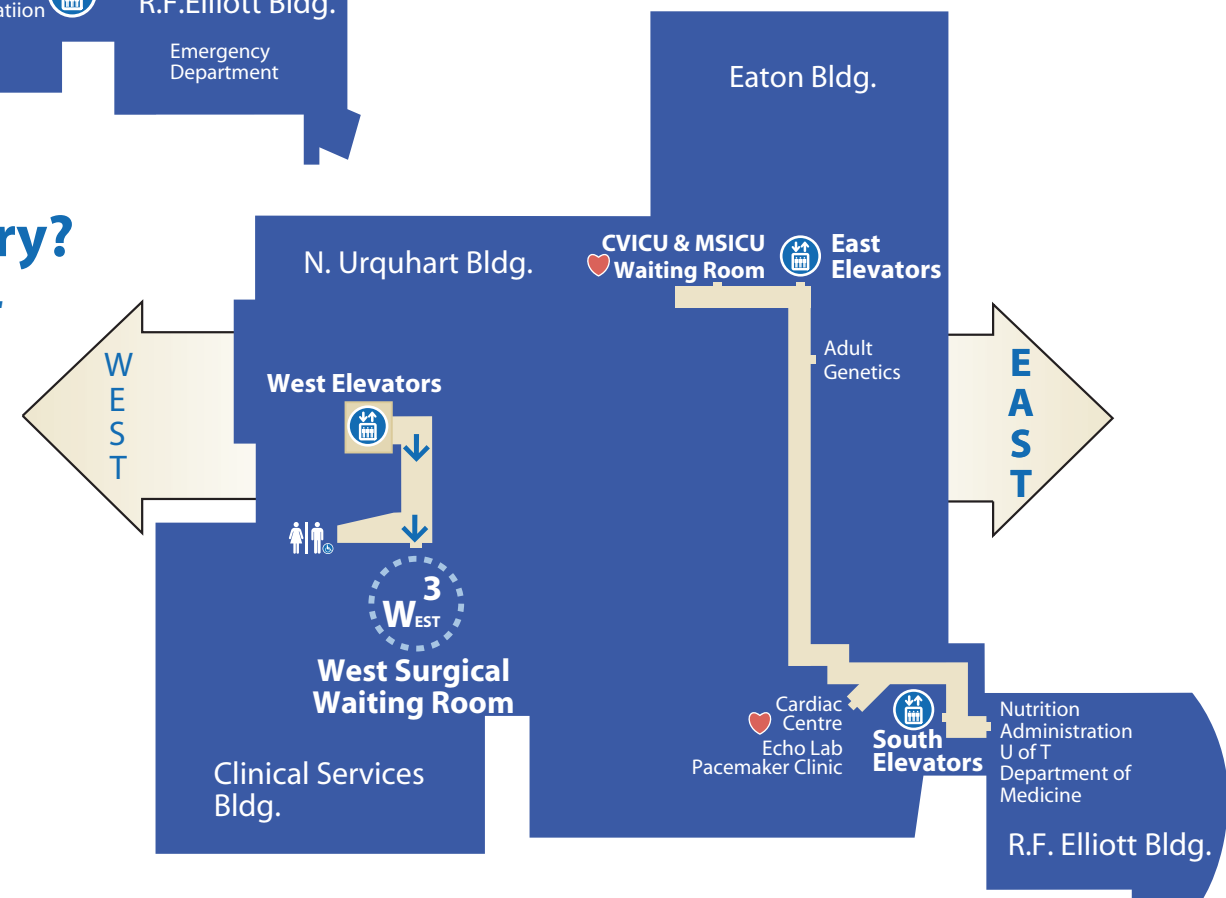 R.F.Elliott Bldg.
Emergency
Department
Eaton Bldg.
N. Urquhart Bldg.
CVICU & MSICU
Waiting Room
East
Elevators
Adult
Genetics
WEST
EAST
West Elevators
3
WEST
West Surgical
Waiting Room
Clinical Services
Bldg.
Cardiac
Centre
Echo Lab
Pacemaker Clinic
South
Elevators
Nutrition
Administration
U of T
Department of
Medicine
R.F. Elliott Bldg.